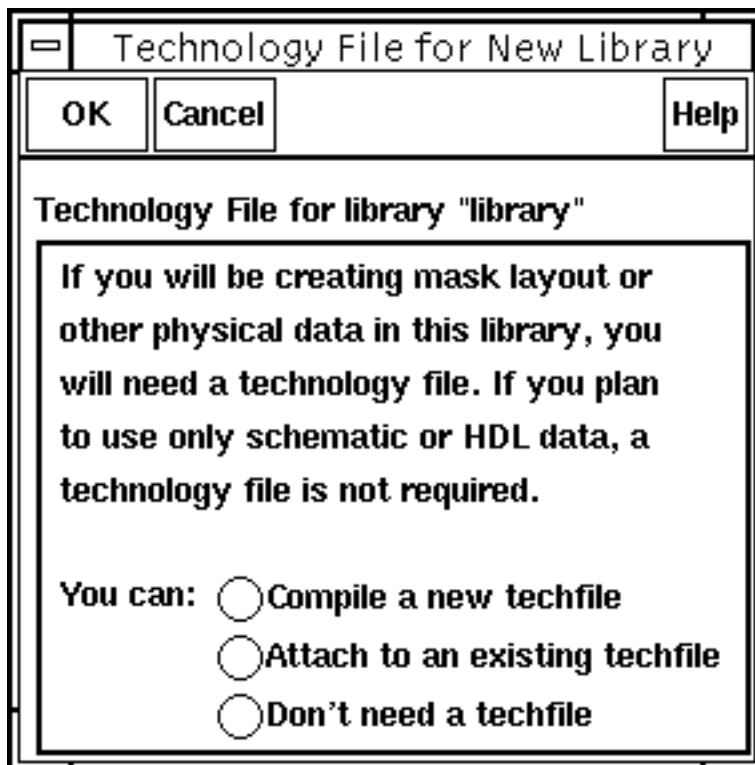 Technology File for New Library
OK Cancel Help
Technology File for library "library"
If you will be creating mask layout or
other physical data in this library, you
will need a technology file. If you plan
to use only schematic or HDL data, a
technology file is not required.
You can: Compile a new techfile
Attach to an existing techfile
Don't need a techfile